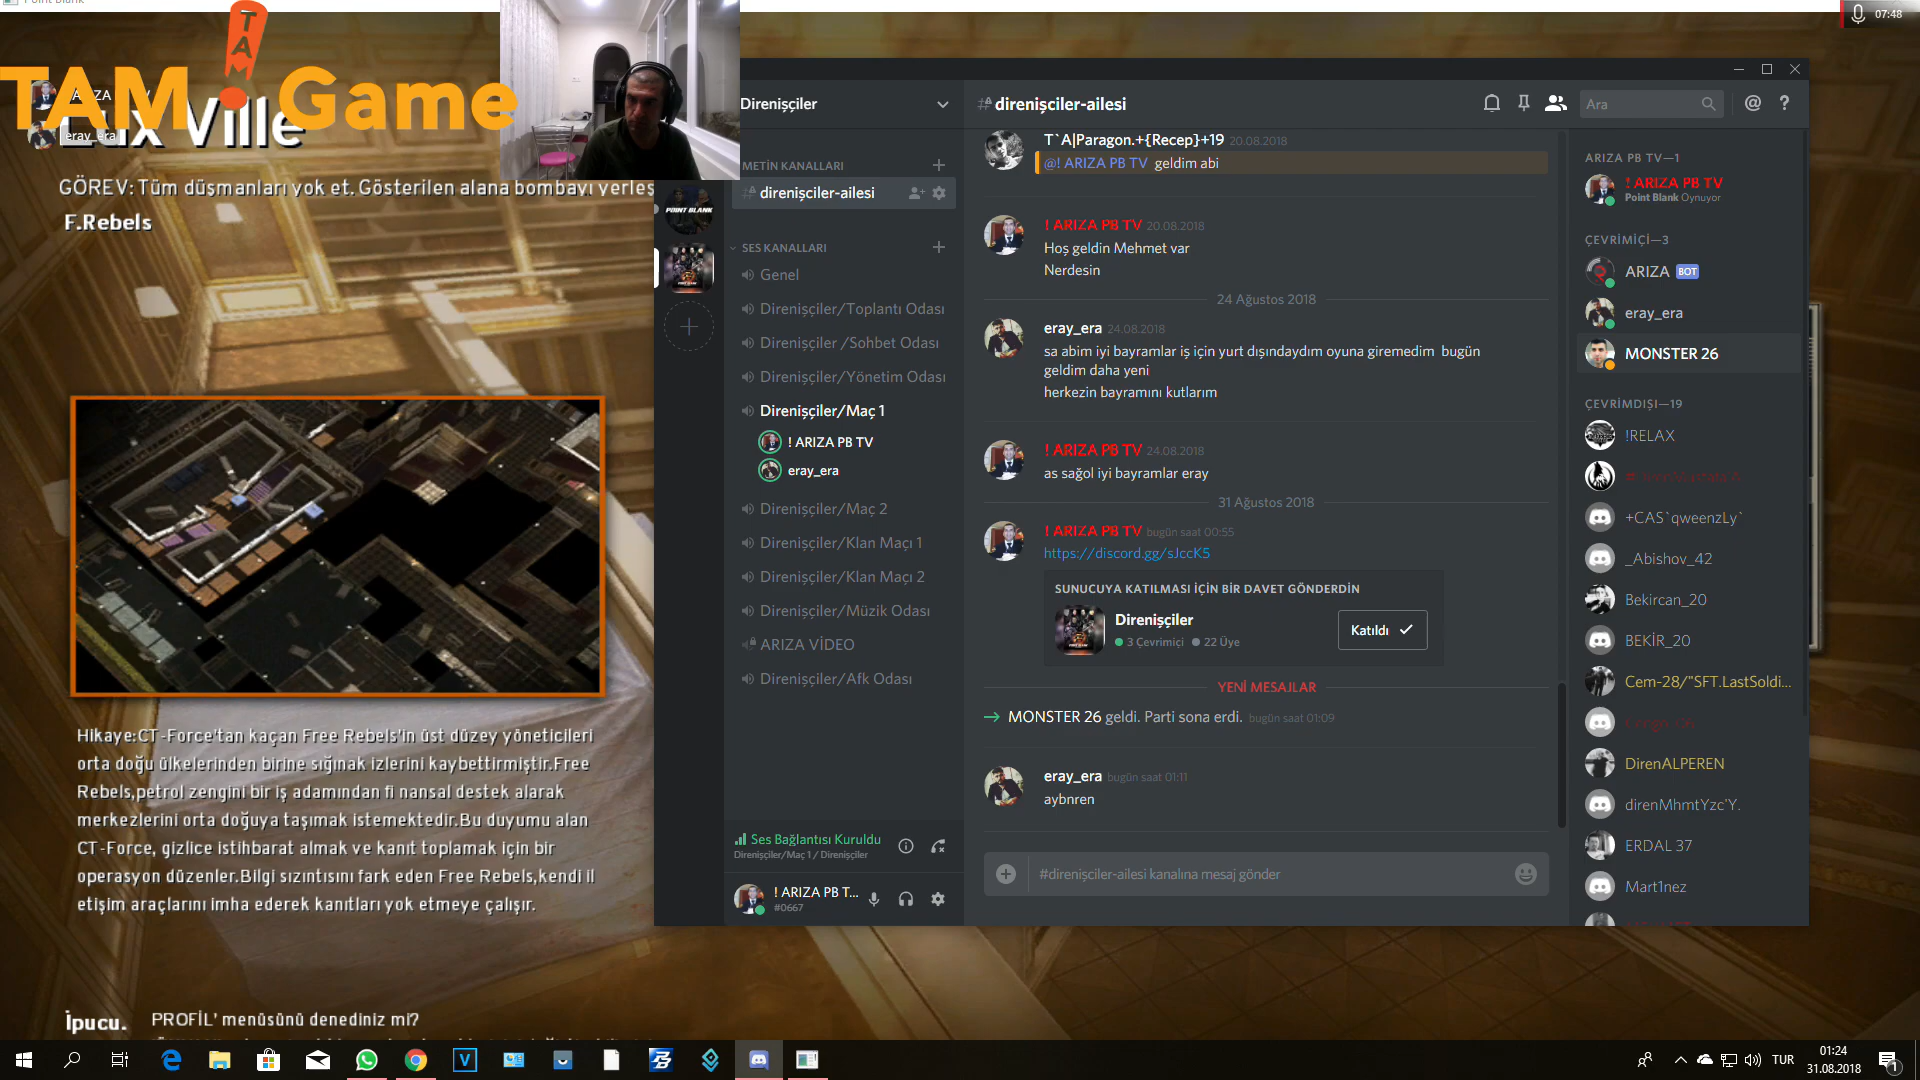 Point Blank
07:48
TAM Game
TAM
ARIZA
eray_era
Lux Ville
GÖREV: Tüm düşmanları yok et. Gösterilen alana bombayı yerleş
F.Rebels
Hikaye:CT-Force'tan kaçan Free Rebels'in üst düzey yöneticileri
orta doğu ülkelerinden birine sığınak izlerini kaybettirmiştir.Free
Rebels,petrol zengini bir iş adamından fi nansal destek alarak
merkezlerini orta doğuya taşımak istemektedir.Bu duyumu alan
CT-Force, gizlice istihbarat almak ve kanıt toplamak için bir
operasyon düzenler.Bilgi sızıntısını fark eden Free Rebels,kendi il
etişim araçlarını imha ederek kanıtları yok etmeye çalışır.
İpucu.
PROFİL' menüsünü denediniz mi?
POINT BLANK
Direnişçiler
METİN KANALLARI
direnişciler-ailesi
SES KANALLARI
Genel
Direnişçiler/Toplantı Odası
Direnişçiler /Sohbet Odası
Direnişçiler/Yönetim Odası
Direnişçiler/Maç 1
! ARIZA PB TV
eray_era
Direnişçiler/Maç 2
Direnişçiler/Klan Maçı 1
Direnişçiler/Klan Maçı 2
Direnişçiler/Müzik Odası
ARIZA VİDEO
Direnişçiler/Afk Odası
Ses Bağlantısı Kuruldu
Direnişçiler/Maç 1 / Direnişçiler
! ARIZA PB T...
#0667
# direnişciler-ailesi
Ara
T`A|Paragon.+{Recep}+19 20.08.2018
@! ARIZA PB TV geldim abi
! ARIZA PB TV 20.08.2018
Hoş geldin Mehmet var
Nerdesin
24 Ağustos 2018
eray_era 24.08.2018
sa abim iyi bayramlar iş için yurt dışındaydım oyuna giremedim bugün
geldim daha yeni
herkezin bayramını kutlarım
! ARIZA PB TV 24.08.2018
as sağol iyi bayramlar eray
31 Ağustos 2018
! ARIZA PB TV bugün saat 00:55
https://discord.gg/sJccK5
SUNUCUYA KATILMASI İÇİN BİR DAVET GÖNDERDİN
Direnişçiler
3 Çevrimiçi 22 Üye
Katıldı
YENİ MESAJLAR
MONSTER 26 geldi. Parti sona erdi. bugün saat 01:09
eray_era bugün saat 01:11
aybnren
#direnişciler-ailesi kanalına mesaj gönder
ARIZA PB TV—1
! ARIZA PB TV
Point Blank Oynuyor
ÇEVRİMİÇİ—3
ARIZA BOT
eray_era
MONSTER 26
ÇEVRİMDIŞI—19
!RELAX
+CAS`qweenzLy`
_Abishov_42
Bekircan_20
BEKİR_20
Cem-28/"SFT.LastSoldi...
DirenALPEREN
direnMhmtYzc'Y.
ERDAL 37
Mart1nez
TUR
01:24
31.08.2018
1